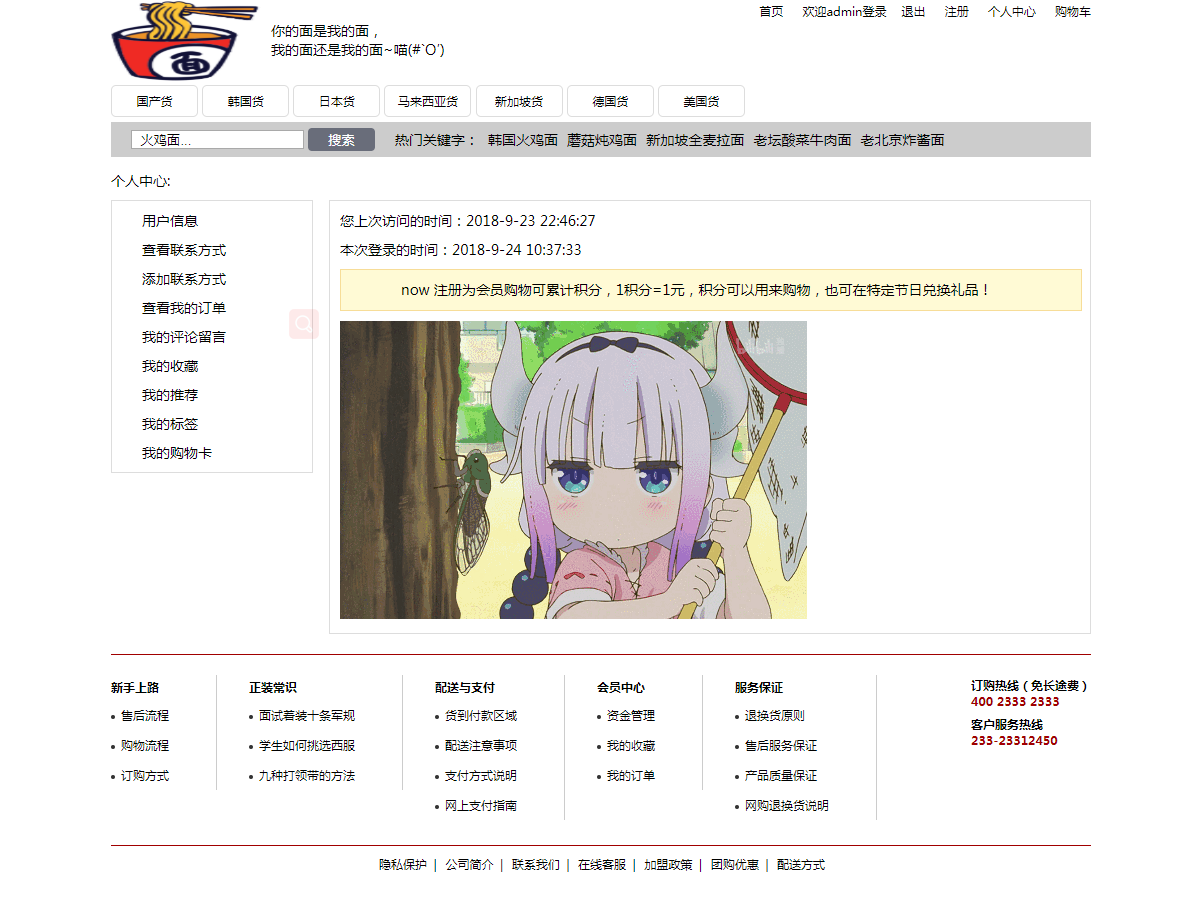 首页 欢迎admin登录 退出 注册 个人中心 购物车
面
你的面是我的面，
我的面还是我的面~喵(#`O′)
国产货 韩国货 日本货 马来西亚货 新加坡货 德国货 美国货
火鸡面... 搜索 热门关键字： 韩国火鸡面 蘑菇炖鸡面 新加坡全麦拉面 老坛酸菜牛肉面 老北京炸酱面
个人中心:
用户信息
查看联系方式
添加联系方式
查看我的订单
我的评论留言
我的收藏
我的推荐
我的标签
我的购物卡
您上次访问的时间：2018-9-23 22:46:27
本次登录的时间：2018-9-24 10:37:33
now 注册为会员购物可累计积分，1积分=1元，积分可以用来购物，也可在特定节日兑换礼品！
bilibili
新手上路
售后流程
购物流程
订购方式
正装常识
面试着装十条军规
学生如何挑选西服
九种打领带的方法
配送与支付
货到付款区域
配送注意事项
支付方式说明
网上支付指南
会员中心
资金管理
我的收藏
我的订单
服务保证
退换货原则
售后服务保证
产品质量保证
网购退换货说明
订购热线（免长途费）
400 2333 2333
客户服务热线
233-23312450
隐私保护 | 公司简介 | 联系我们 | 在线客服 | 加盟政策 | 团购优惠 | 配送方式